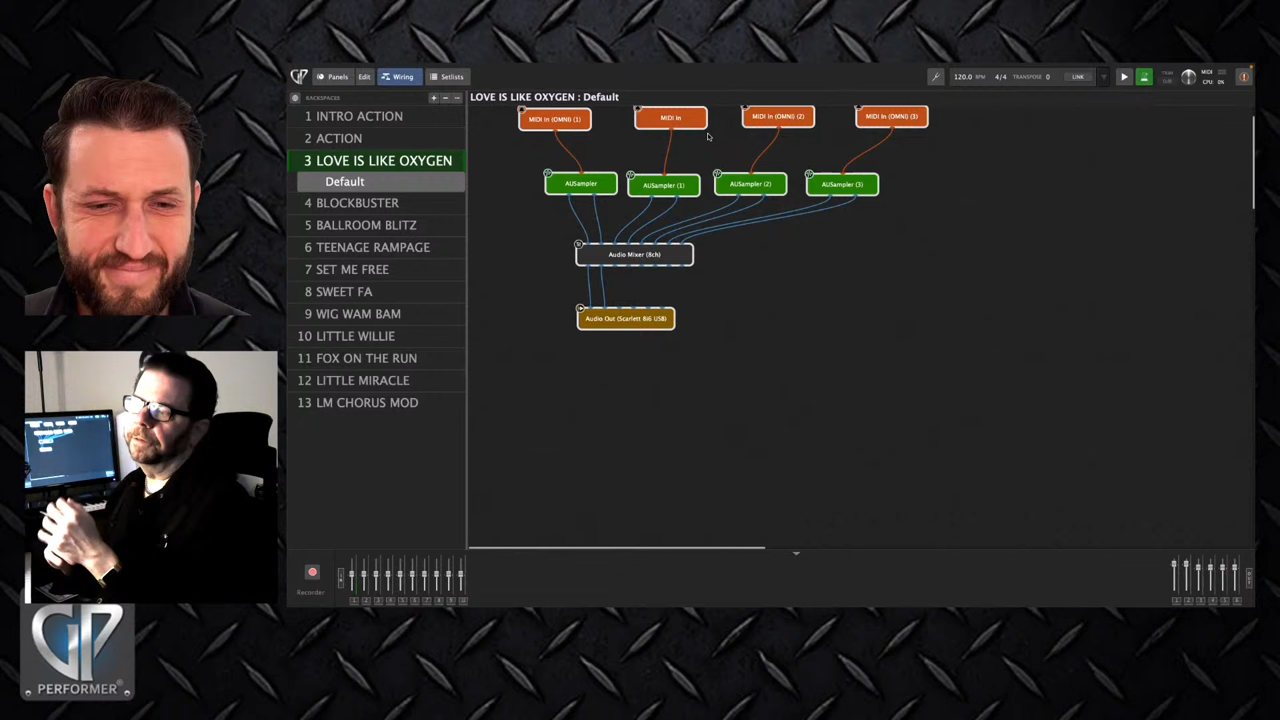 Panels
Edit
Wiring
Setlists
120.0 BPM
4/4
TRANSPOSE 0
LINK
MIDI
CPU: 0%
RACKSPACES
LOVE IS LIKE OXYGEN : Default
1 INTRO ACTION
2 ACTION
3 LOVE IS LIKE OXYGEN
Default
4 BLOCKBUSTER
5 BALLROOM BLITZ
6 TEENAGE RAMPAGE
7 SET ME FREE
8 SWEET FA
9 WIG WAM BAM
10 LITTLE WILLIE
11 FOX ON THE RUN
12 LITTLE MIRACLE
13 LM CHORUS MOD
MIDI In (OMNI) (1)
MIDI In
MIDI In (OMNI) (2)
MIDI In (OMNI) (3)
AUSampler
AUSampler (1)
AUSampler (2)
AUSampler (3)
Audio Mixer (8ch)
Audio Out (Scarlett 8i6 USB)
Recorder
GP
PERFORMER®